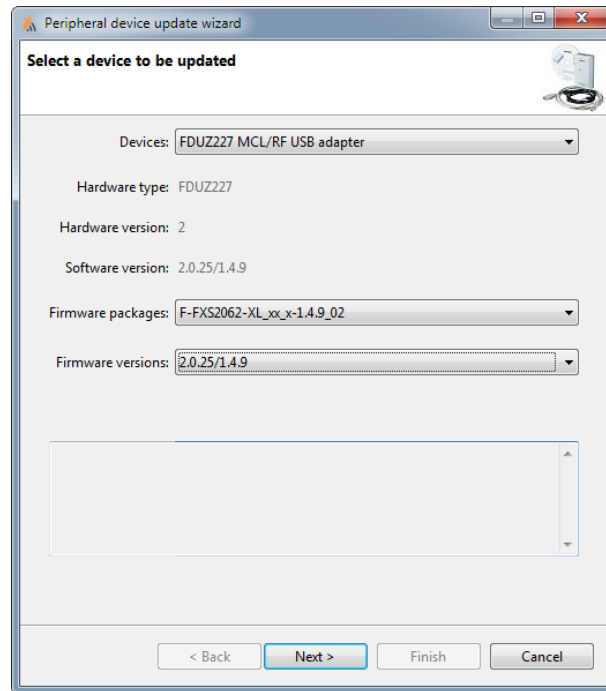 Peripheral device update wizard
Select a device to be updated
Devices: FDUZ227 MCL/RF USB adapter
Hardware type: FDUZ227
Hardware version: 2
Software version: 2.0.25/1.4.9
Firmware packages: F-FXS2062-XL_xx_x-1.4.9_02
Firmware versions: 2.0.25/1.4.9
< Back Next > Finish Cancel